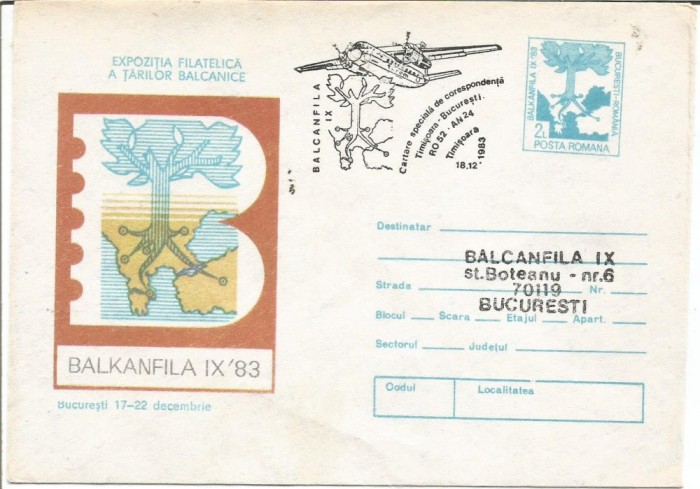 EXPOZIȚIA FILATELICĂ
A ȚĂRILOR BALCANICE
BALKANFILA IX '83
București 17-22 decembrie
BALCANFILA
IX
Cartare specială de corespondență
Timișoara - București.
RO 52 - AN 24
Timișoara
18.12.1983
BALKANFILA IX '83
BUCUREȘTI-ROMANIA
2L
POSTA ROMANA
Destinatar
BALCANFILA IX
st.Boteanu - nr.6
Strada 70119 Nr.
BUCURESTI
Blocul Scara Etajul Apart.
Sectorul Județul
Codul Localitatea